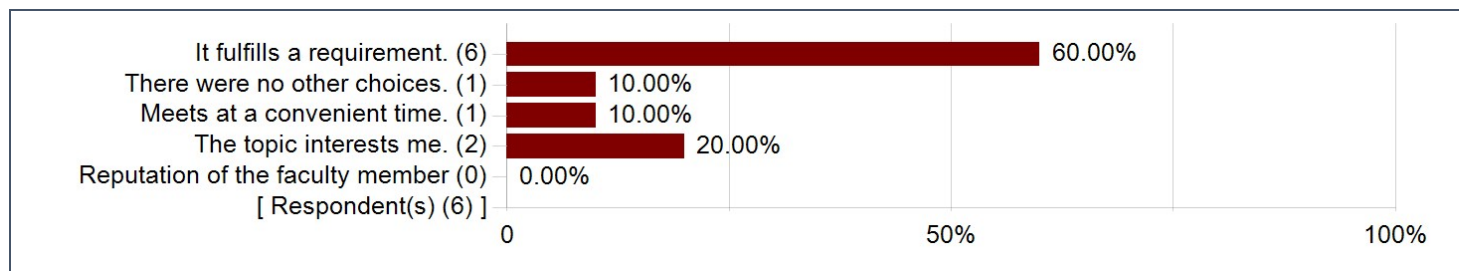 It fulfills a requirement. (6) 60.00%
There were no other choices. (1) 10.00%
Meets at a convenient time. (1) 10.00%
The topic interests me. (2) 20.00%
Reputation of the faculty member (0) 0.00%
[ Respondent(s) (6) ]
0 50% 100%